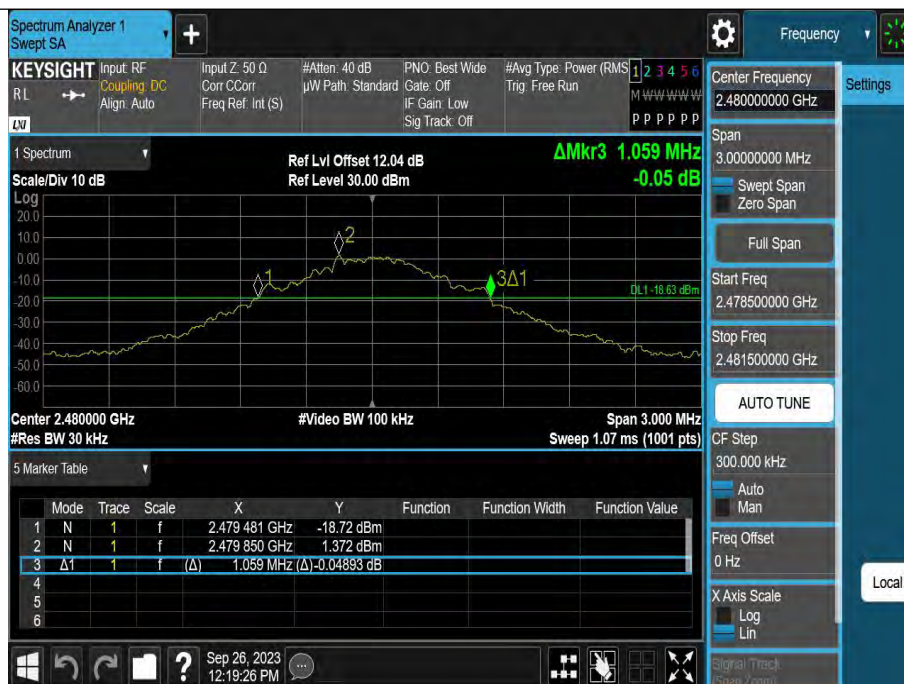 Spectrum Analyzer 1
Swept SA
+
Frequency
KEYSIGHT Input: RF Input Z: 50 Ω #Atten: 40 dB PNO: Best Wide #Avg Type: Power (RMS 1 2 3 4 5 6
RL Coupling: DC Corr CCorr µW Path: Standard Gate: Off Trig: Free Run M W W W W W
Align: Auto Freq Ref: Int (S) IF Gain: Low
LXI Sig Track: Off P P P P P P
1 Spectrum
Ref Lvl Offset 12.04 dB ΔMkr3 1.059 MHz
Scale/Div 10 dB Ref Level 30.00 dBm -0.05 dB
Log
20.0
10.0
0.00
-10.0
-20.0
-30.0
-40.0
-50.0
-60.0
1
2
3Δ1
DL1 -18.63 dBm
Center 2.480000 GHz #Video BW 100 kHz Span 3.000 MHz
#Res BW 30 kHz Sweep 1.07 ms (1001 pts)
5 Marker Table
Mode Trace Scale X Y Function Function Width Function Value
1 N 1 f 2.479 481 GHz -18.72 dBm
2 N 1 f 2.479 850 GHz 1.372 dBm
3 Δ1 1 f (Δ) 1.059 MHz (Δ) -0.04893 dB
4
5
6
?
Sep 26, 2023
12:19:26 PM
Center Frequency
2.480000000 GHz
Settings
Span
3.00000000 MHz
Swept Span
Zero Span
Full Span
Start Freq
2.478500000 GHz
Stop Freq
2.481500000 GHz
AUTO TUNE
CF Step
300.000 kHz
Auto
Man
Freq Offset
0 Hz
Local
X Axis Scale
Log
Lin
Signal Track
(Span Zoom)